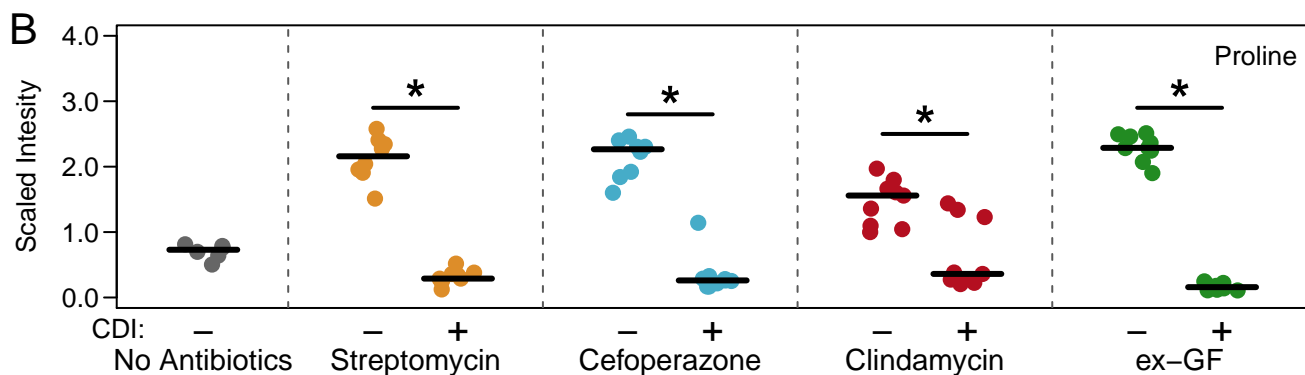 B
4.0
Proline
* * * *
3.0
2.0
1.0
0.0
Scaled Intesity
CDI: − − + − + − + − +
No Antibiotics Streptomycin Cefoperazone Clindamycin ex−GF